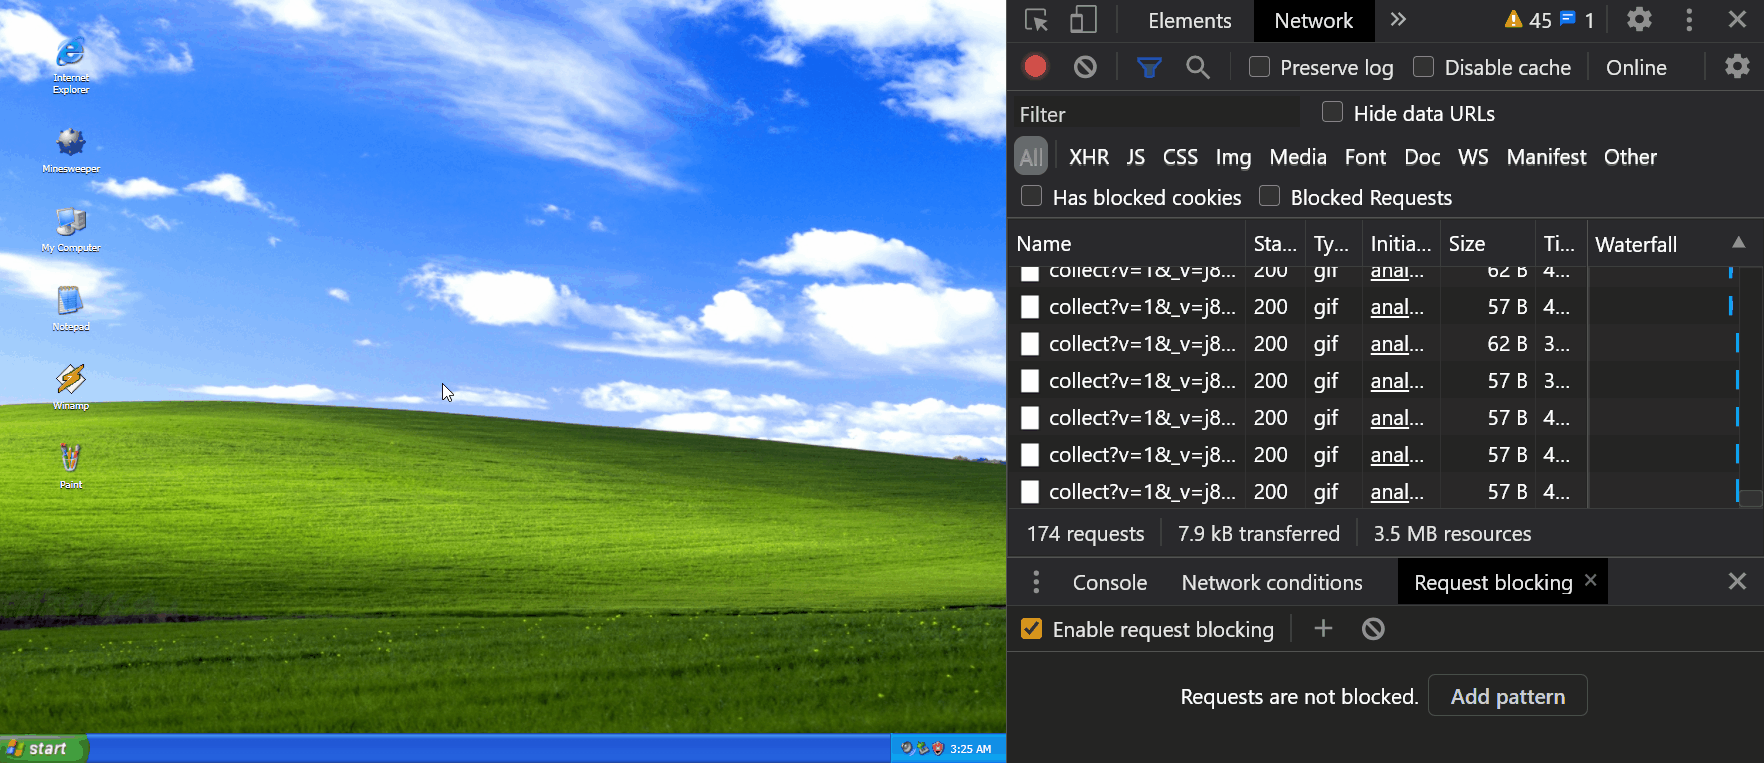 Internet
Explorer
Minesweeper
My Computer
Notepad
Winamp
Paint
start
3:25 AM
Elements Network 45 1
Preserve log Disable cache Online
Filter Hide data URLs
All XHR JS CSS Img Media Font Doc WS Manifest Other
Has blocked cookies Blocked Requests
Name Sta... Ty... Initia... Size Ti... Waterfall
collect?v=1&_v=j8... 200 gif anal... 62 B 4...
collect?v=1&_v=j8... 200 gif anal... 57 B 4...
collect?v=1&_v=j8... 200 gif anal... 62 B 3...
collect?v=1&_v=j8... 200 gif anal... 57 B 3...
collect?v=1&_v=j8... 200 gif anal... 57 B 4...
collect?v=1&_v=j8... 200 gif anal... 57 B 4...
collect?v=1&_v=j8... 200 gif anal... 57 B 4...
174 requests 7.9 kB transferred 3.5 MB resources
Console Network conditions Request blocking
Enable request blocking
Requests are not blocked. Add pattern